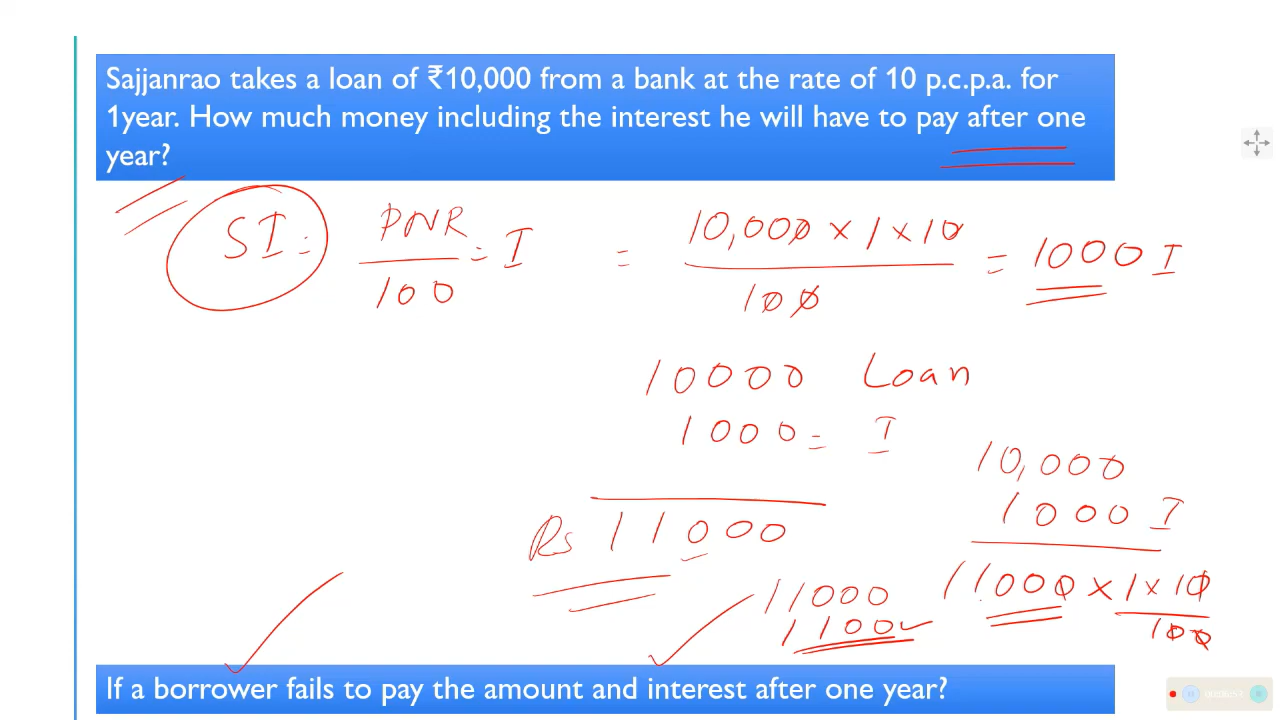 Sajjanrao takes a loan of ₹10,000 from a bank at the rate of 10 p.c.p.a. for
1year. How much money including the interest he will have to pay after one
year?
SI = PNR / 100 = I = 10,000 × 1 × 10 / 100 = 1000 I
10000 Loan
1000 = I
10,000
1000 I
Rs 11000
11000 × 1 × 10 / 100
11000
1100
If a borrower fails to pay the amount and interest after one year?